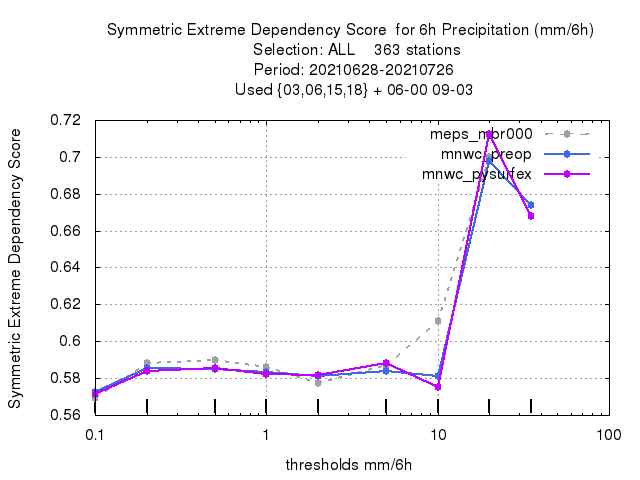 Symmetric Extreme Dependency Score  for 6h Precipitation (mm/6h)
Selection: ALL    363 stations
Period: 20210628-20210726
Used {03,06,15,18} + 06-00 09-03
Symmetric Extreme Dependency Score
0.72
0.7
0.68
0.66
0.64
0.62
0.6
0.58
0.56
meps_mbr000
mnwc_preop
mnwc_pysurfex
0.1
1
10
100
thresholds mm/6h